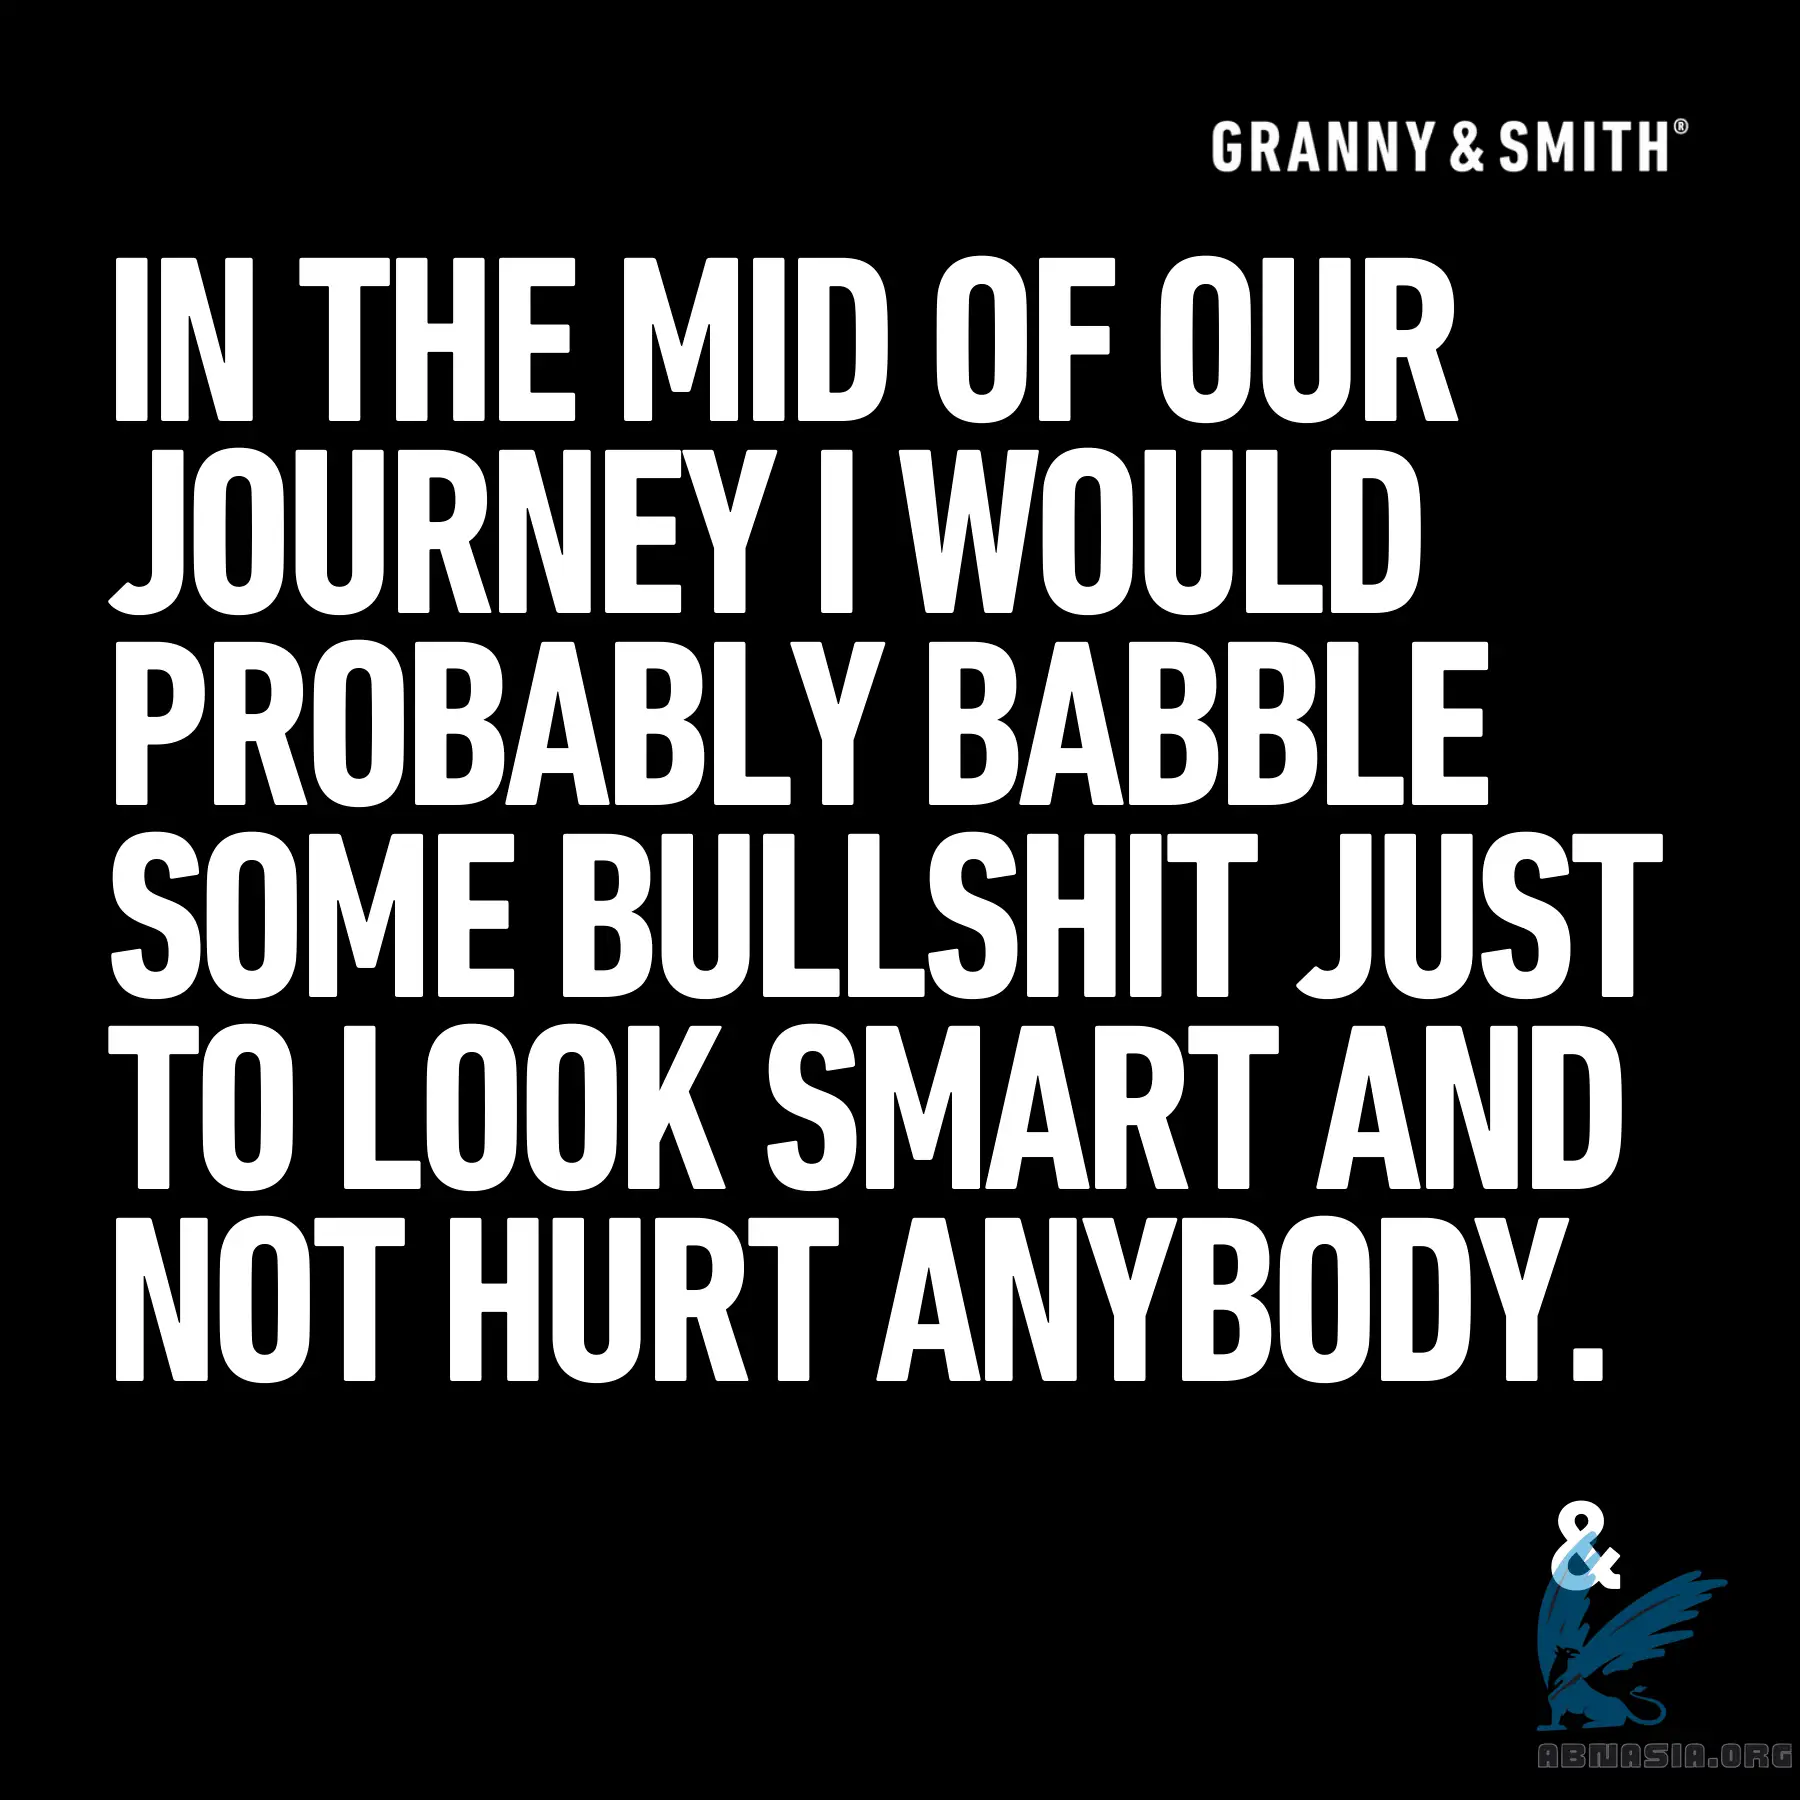 GRANNY & SMITH®
IN THE MID OF OUR
JOURNEY I WOULD
PROBABLY BABBLE
SOME BULLSHIT JUST
TO LOOK SMART AND
NOT HURT ANYBODY.
&
ABNASIA.ORG